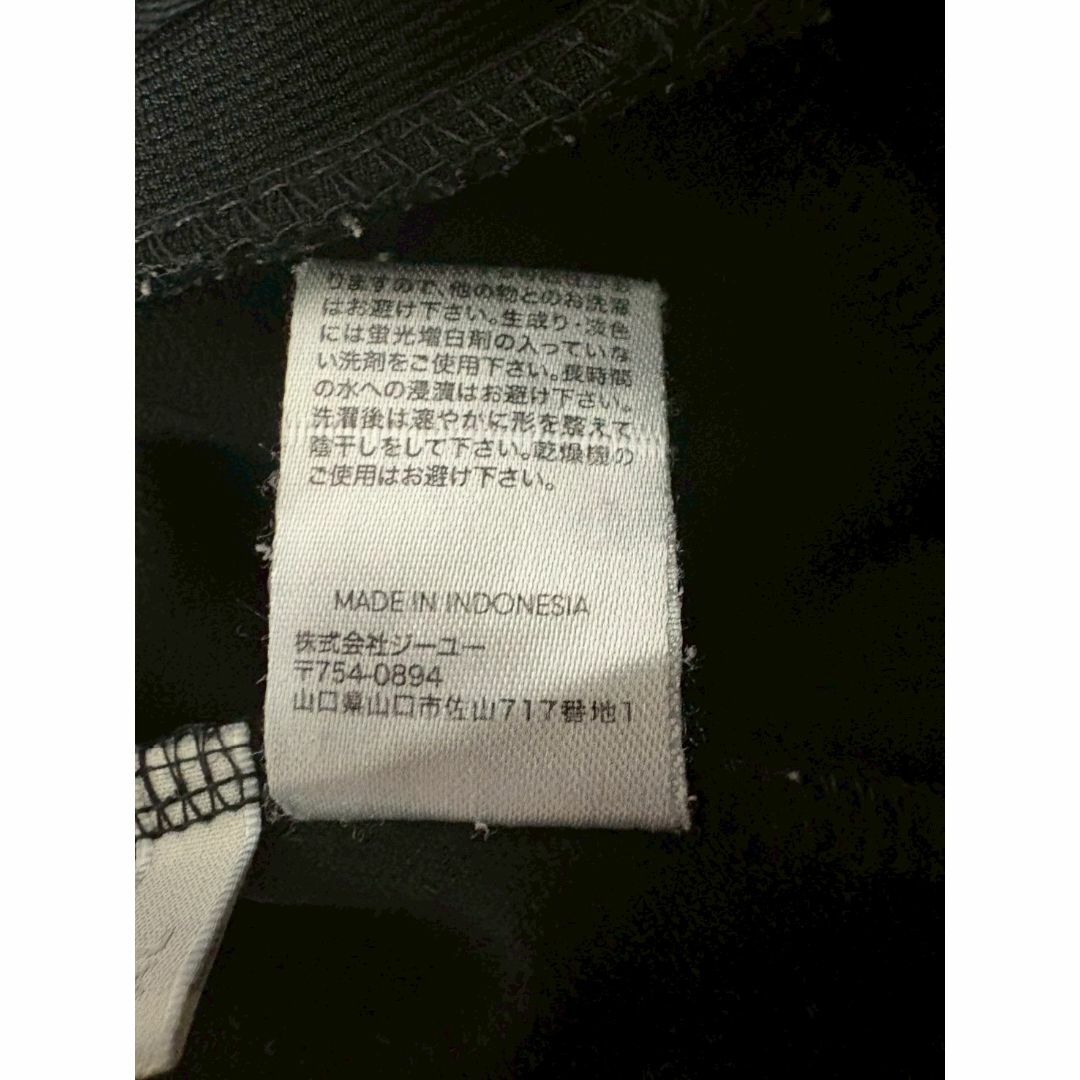 りますので、他の物とのお洗濯
はお避け下さい。生成り・淡色
には蛍光増白剤の入っていな
い洗剤をご使用下さい。長時間
の水への浸漬はお避け下さい。
洗濯後は速やかに形を整えて
陰干しをして下さい。乾燥機の
ご使用はお避け下さい。
MADE IN INDONESIA
株式会社ジーユー
〒754-0894
山口県山口市佐山717番地1